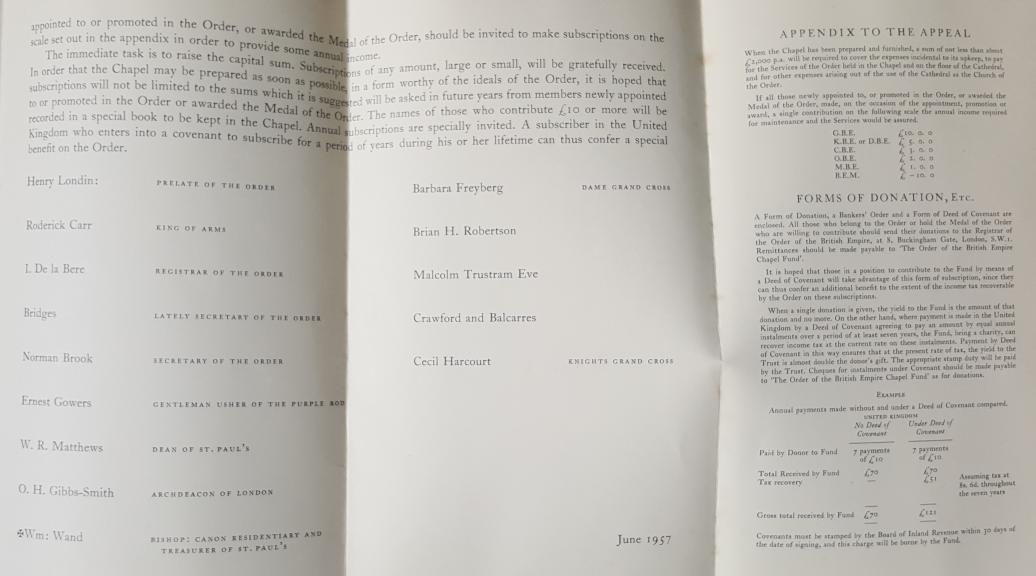 appointed to or promoted in the Order, or awarded the Medal of the Order, should be invited to make subscriptions on the
scale set out in the appendix in order to provide some annual income.
The immediate task is to raise the capital sum. Subscriptions of any amount, large or small, will be gratefully received.
In order that the Chapel may be prepared as soon as possible, in a form worthy of the ideals of the Order, it is hoped that
subscriptions will not be limited to the sums which it is suggested will be asked in future years from members newly appointed
to or promoted in the Order or awarded the Medal of the Order. The names of those who contribute £10 or more will be
recorded in a special book to be kept in the Chapel. Annual subscriptions are specially invited. A subscriber in the United
Kingdom who enters into a covenant to subscribe for a period of years during his or her lifetime can thus confer a special
benefit on the Order.
Henry Londin: PRELATE OF THE ORDER
Roderick Carr KING OF ARMS
I. De la Bere REGISTRAR OF THE ORDER
Bridges LATELY SECRETARY OF THE ORDER
Norman Brook SECRETARY OF THE ORDER
Ernest Gowers GENTLEMAN USHER OF THE PURPLE ROD
W. R. Matthews DEAN OF ST. PAUL'S
O. H. Gibbs-Smith ARCHDEACON OF LONDON
✠Wm: Wand BISHOP: CANON RESIDENTIARY AND
TREASURER OF ST. PAUL'S
Barbara Freyberg DAME GRAND CROSS
Brian H. Robertson
Malcolm Trustram Eve
Crawford and Balcarres
Cecil Harcourt KNIGHTS GRAND CROSS
June 1957
APPENDIX TO THE APPEAL
When the Chapel has been prepared and furnished, a sum of not less than about
£2,000 p.a. will be required to cover the expenses incidental to its upkeep, to pay
for the Services of the Order held in the Chapel and on the floor of the Cathedral,
and for other expenses arising out of the use of the Cathedral as the Church of
the Order.
If all those newly appointed to, or promoted in the Order, or awarded the
Medal of the Order, made, on the occasion of the appointment, promotion or
award, a single contribution on the following scale the annual income required
for maintenance and the Services would be assured.
G.B.E. £10. 0. 0
K.B.E. or D.B.E. £ 5. 0. 0
C.B.E. £ 3. 0. 0
O.B.E. £ 2. 0. 0
M.B.E. £ 1. 0. 0
B.E.M. £ –10. 0
FORMS OF DONATION, Etc.
A Form of Donation, a Bankers' Order and a Form of Deed of Covenant are
enclosed. All those who belong to the Order or hold the Medal of the Order
who are willing to contribute should send their donations to the Registrar of
the Order of the British Empire, at 8, Buckingham Gate, London, S.W.1.
Remittances should be made payable to 'The Order of the British Empire
Chapel Fund'.
It is hoped that those in a position to contribute to the Fund by means of
a Deed of Covenant will take advantage of this form of subscription, since they
can thus confer an additional benefit to the extent of the income tax recoverable
by the Order on these subscriptions.
When a single donation is given, the yield to the Fund is the amount of that
donation and no more. On the other hand, where payment is made in the United
Kingdom by a Deed of Covenant agreeing to pay an amount by equal annual
instalments over a period of at least seven years, the Fund, being a charity, can
recover income tax at the current rate on these instalments. Payment by Deed
of Covenant in this way ensures that at the present rate of tax, the yield to the
Trust is almost double the donor's gift. The appropriate stamp duty will be paid
by the Trust. Cheques for instalments under Covenant should be made payable
to 'The Order of the British Empire Chapel Fund' as for donations.
Example
Annual payments made without and under a Deed of Covenant compared.
UNITED KINGDOM
No Deed of Under Deed of
Covenant Covenant
Paid by Donor to Fund 7 payments 7 payments
of £10 of £10
Total Received by Fund £70 £70
Tax recovery — £51 Assuming tax at
8s. 6d. throughout
the seven years
Gross total received by Fund £70 £121
Covenants must be stamped by the Board of Inland Revenue within 30 days of
the date of signing, and this charge will be borne by the Fund.